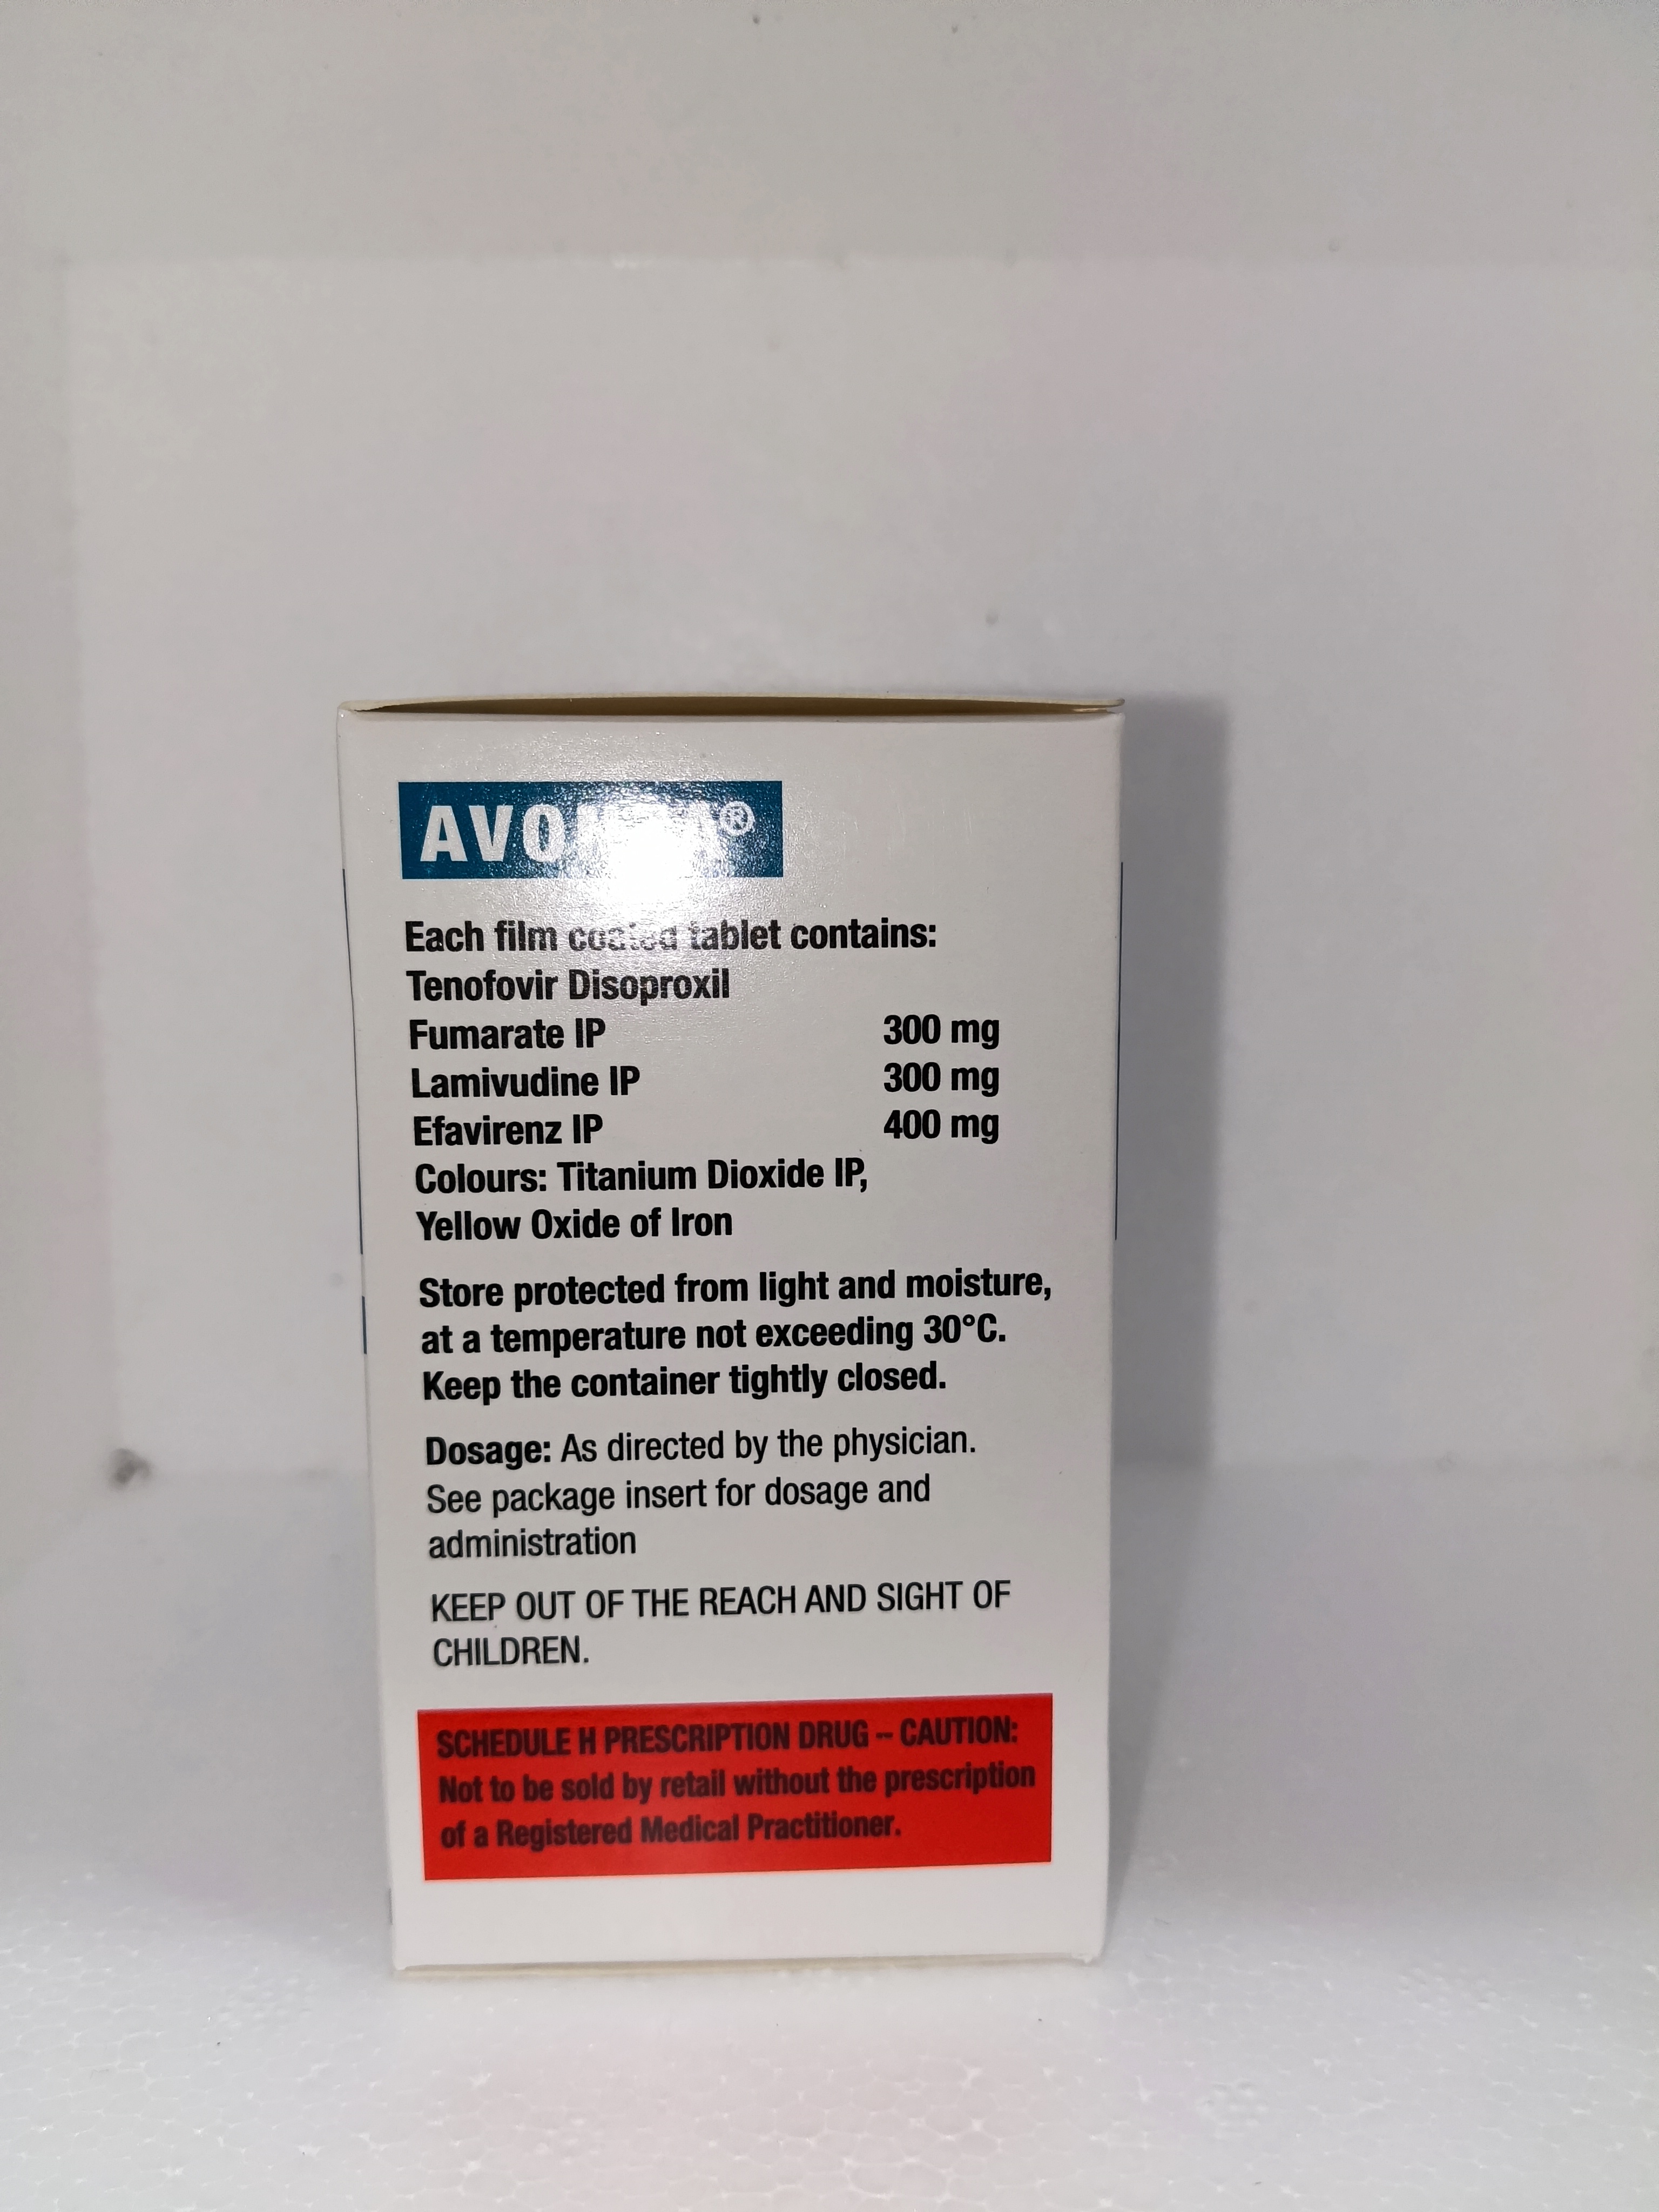 Each film coated tablet contains:
Tenofovir Disoproxil
Fumarate IP 300 mg
Lamivudine IP 300 mg
Efavirenz IP 400 mg
Colours: Titanium Dioxide IP,
Yellow Oxide of Iron
Store protected from light and moisture,
at a temperature not exceeding 30°C.
Keep the container tightly closed.
Dosage: As directed by the physician.
See package insert for dosage and
administration
KEEP OUT OF THE REACH AND SIGHT OF
CHILDREN.
SCHEDULE H PRESCRIPTION DRUG -- CAUTION:
Not to be sold by retail without the prescription
of a Registered Medical Practitioner.